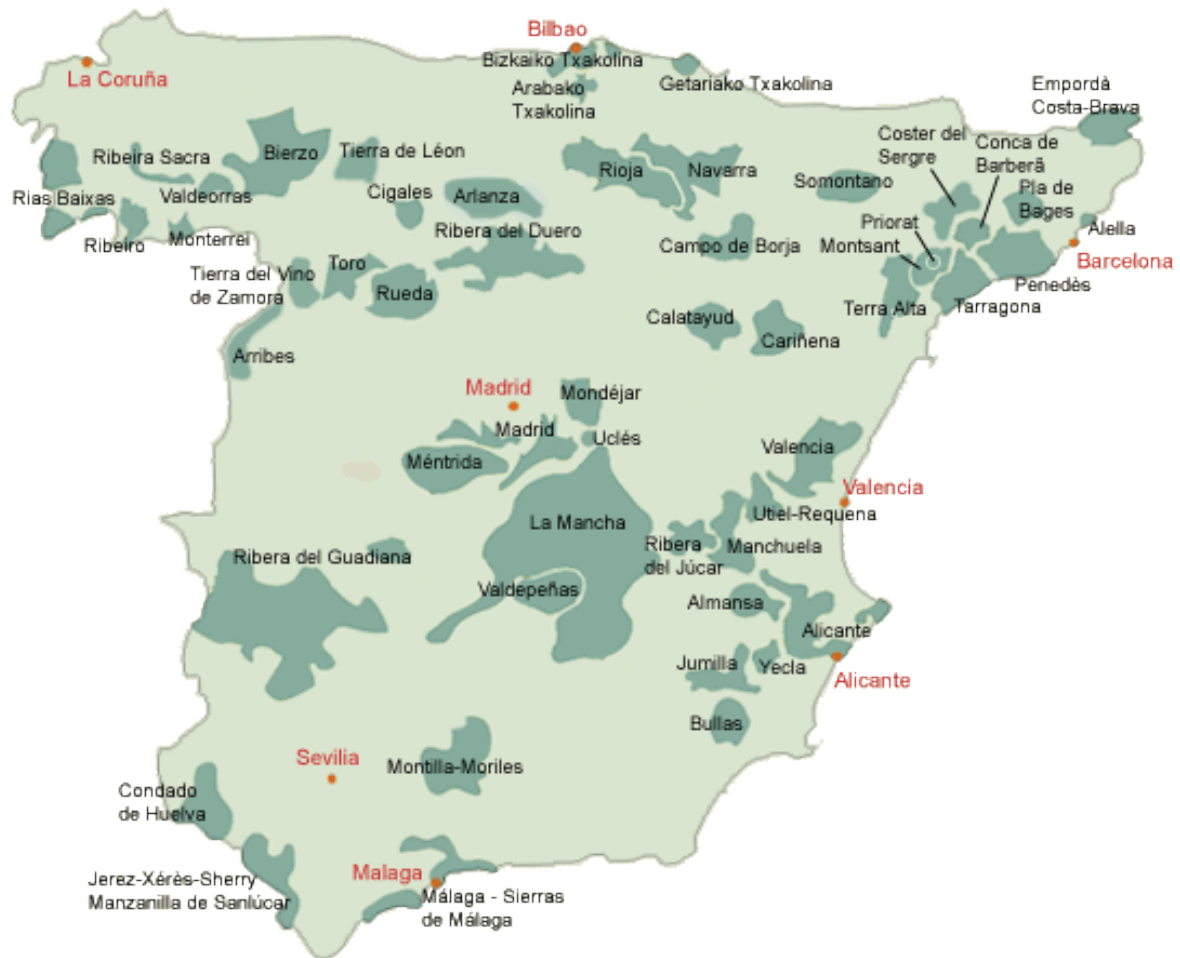 Bilbao
La Coruña
Bizkaiko Txakolina
Getariako Txakolina
Arabako
Txakolina
Empordà
Costa-Brava
Coster del
Sergre
Conca de
Barberã
Ribeira Sacra
Bierzo
Tierra de Léon
Rioja
Navarra
Somontano
Pla de
Bages
Rias Baixas
Valdeorras
Cigales
Arlanza
Priorat
Alella
Ribeiro
Monterrei
Ribera del Duero
Campo de Borja
Montsant
Barcelona
Tierra del Vino
de Zamora
Toro
Rueda
Penedès
Terra Alta
Tarragona
Calatayud
Cariñena
Arribes
Madrid
Mondéjar
Madrid
Uclés
Valencia
Méntrida
Valencia
La Mancha
Utiel-Requena
Ribera del Guadiana
Ribera
del Júcar
Manchuela
Valdepeñas
Almansa
Alicante
Jumilla
Yecla
Alicante
Bullas
Sevilia
Montilla-Moriles
Condado
de Huelva
Jerez-Xérès-Sherry
Manzanilla de Sanlúcar
Malaga
Málaga - Sierras
de Málaga